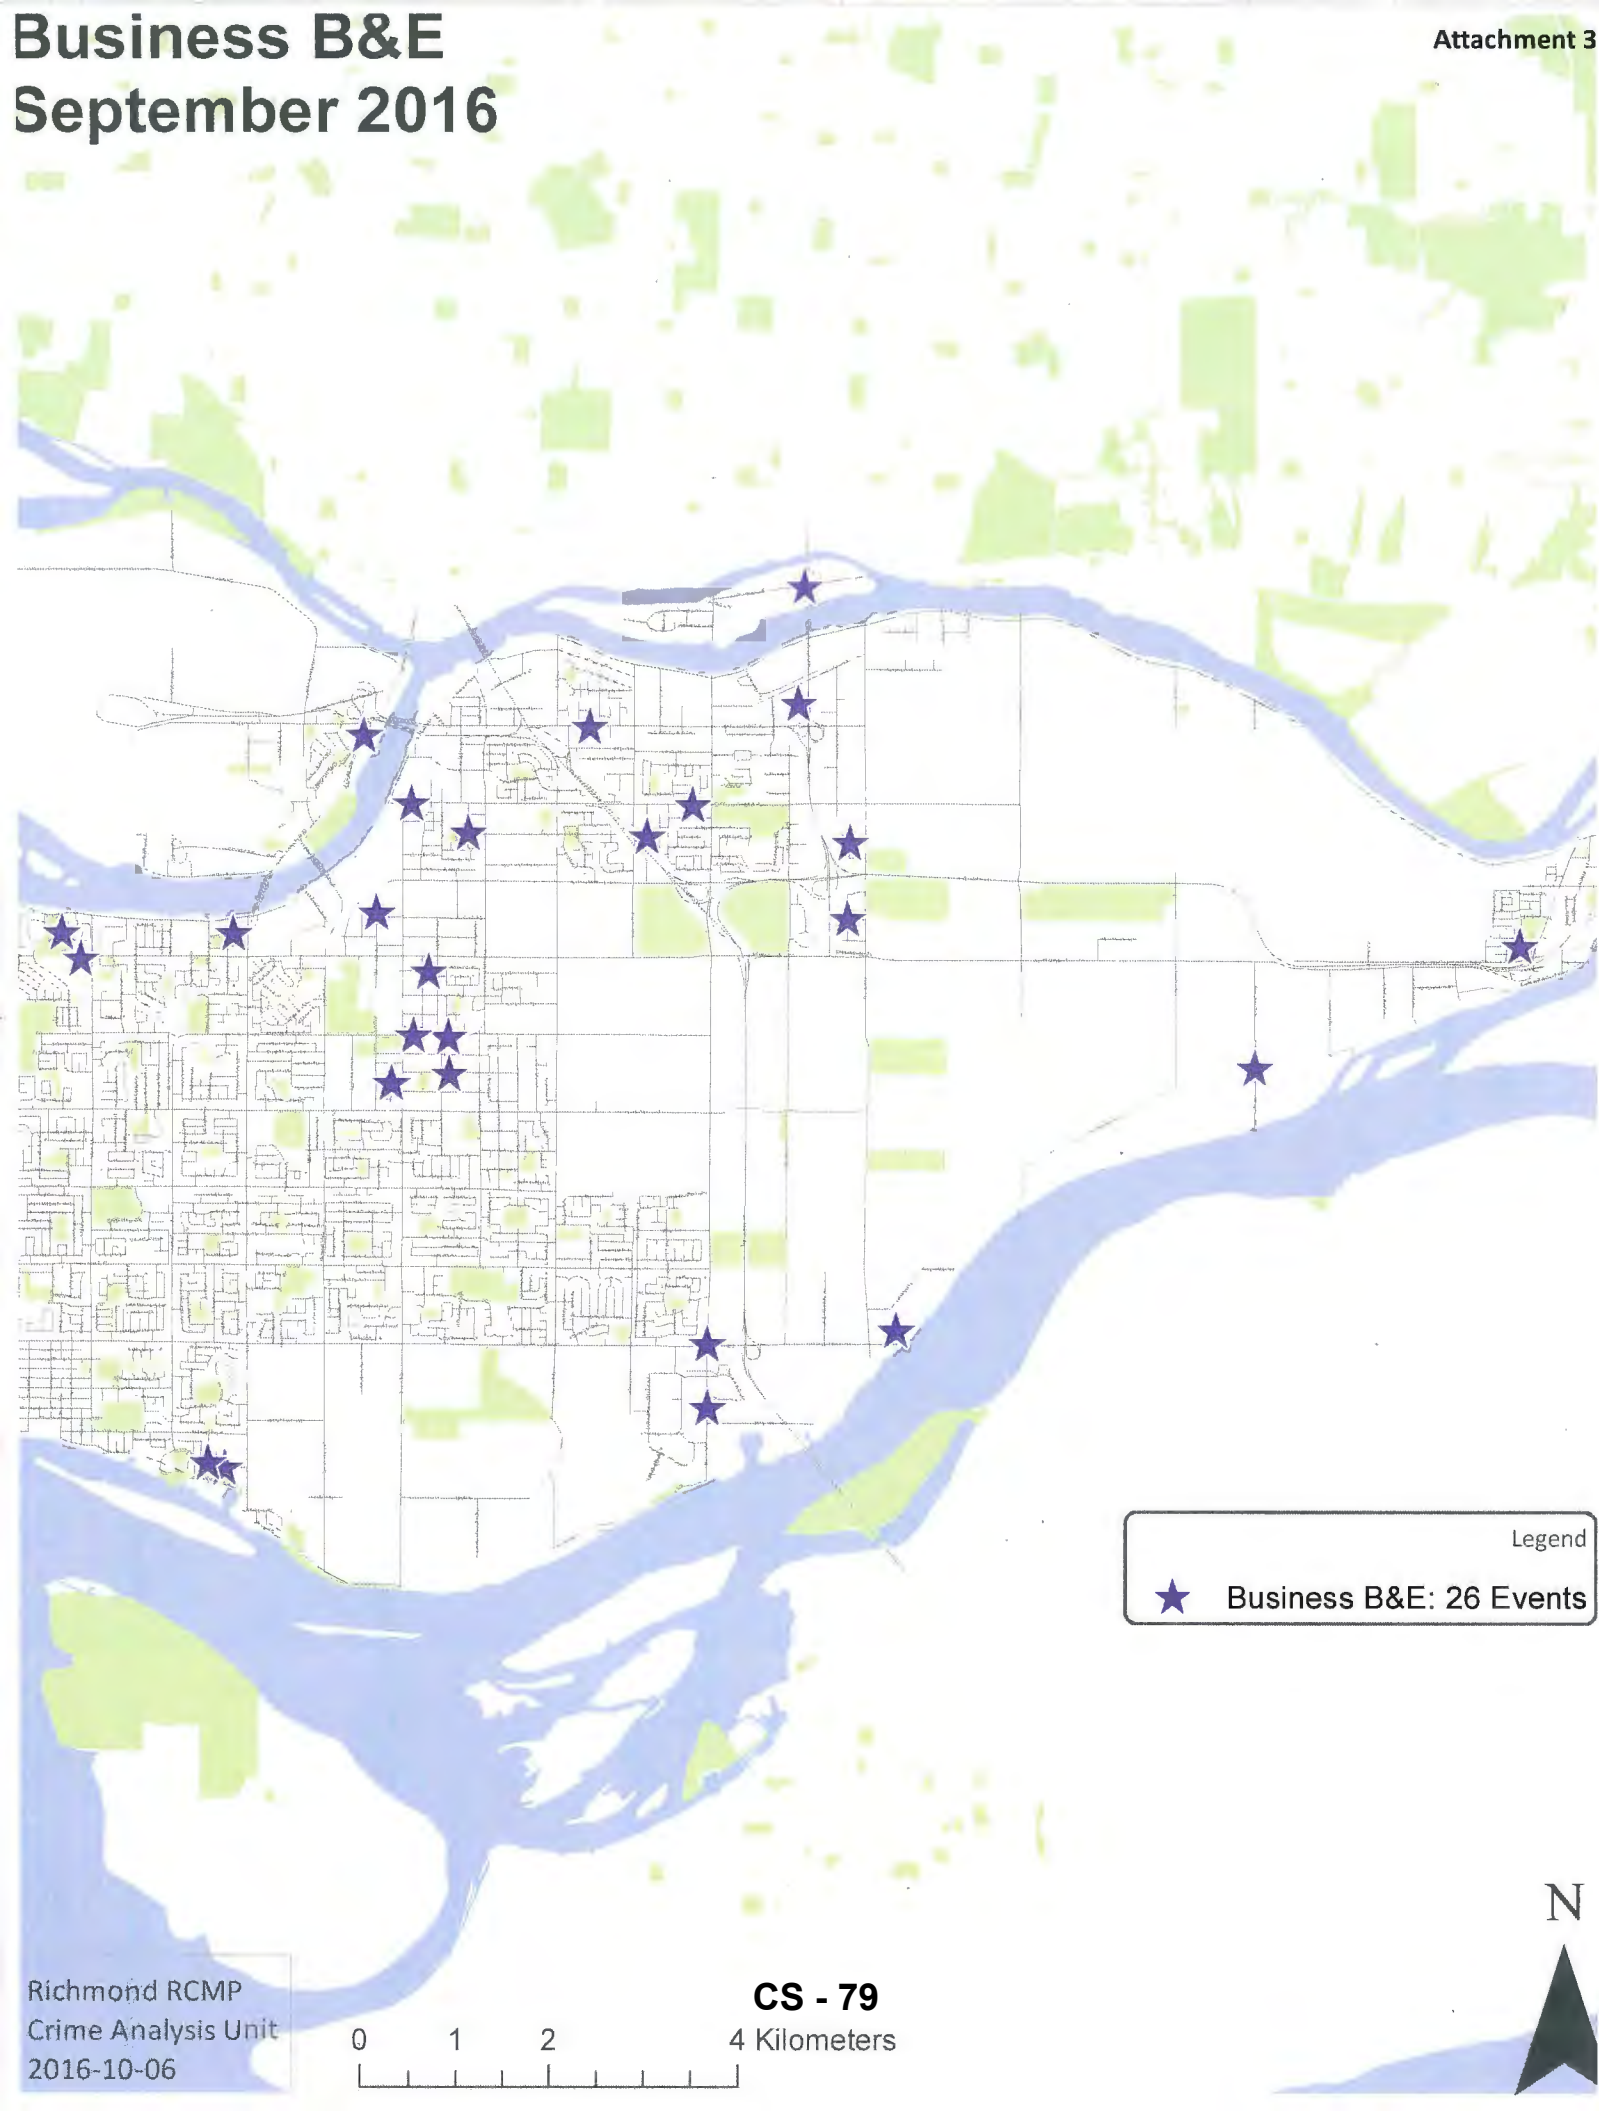 Business B&E
September 2016
Attachment 3
Legend
Business B&E: 26 Events
N
Richmond RCMP
Crime Analysis Unit
2016-10-06
CS - 79
0 1 2 4 Kilometers